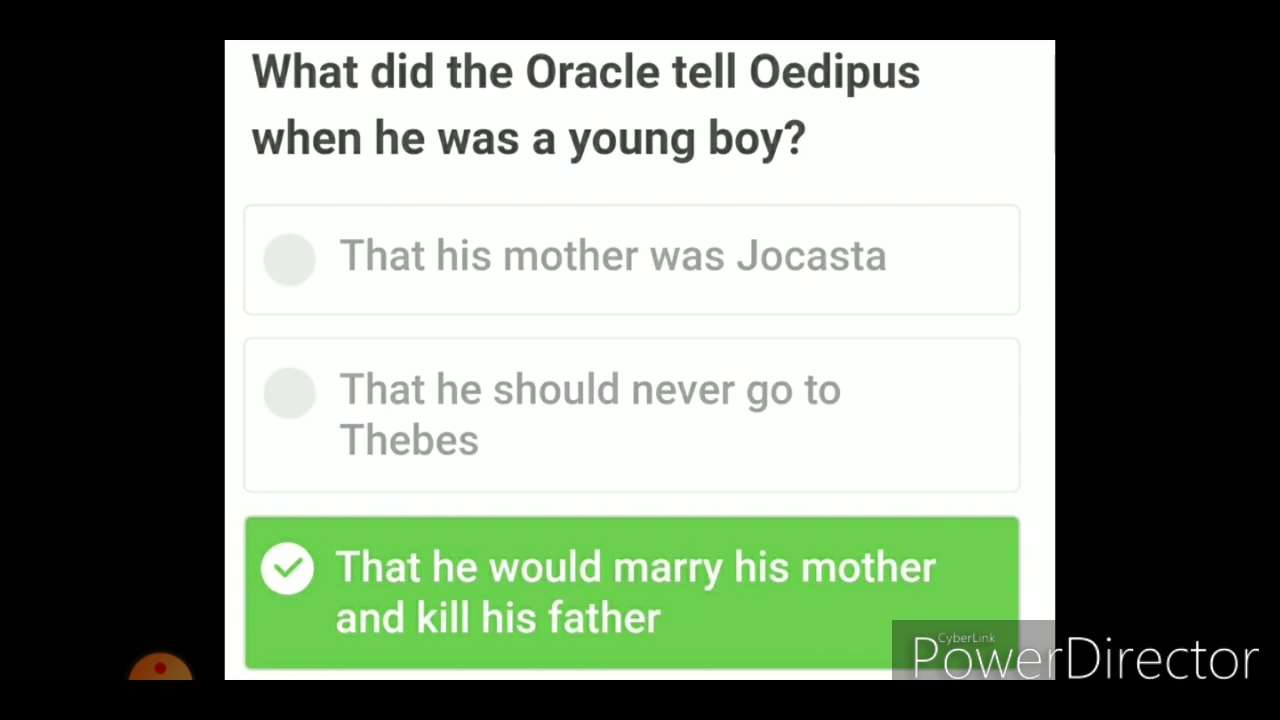 What did the Oracle tell Oedipus
when he was a young boy?
That his mother was Jocasta
That he should never go to
Thebes
That he would marry his mother
and kill his father
CyberLink
PowerDirector